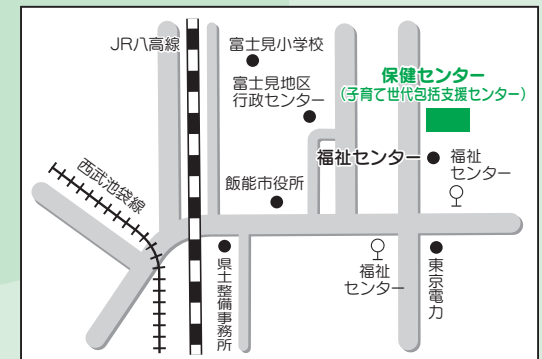 JR八高線
富士見小学校
富士見地区
行政センター
保健センター
(子育て世代包括支援センター)
福祉センター
福祉
センター
西武池袋線
飯能市役所
県土整備事務所
福祉
センター
東京電力